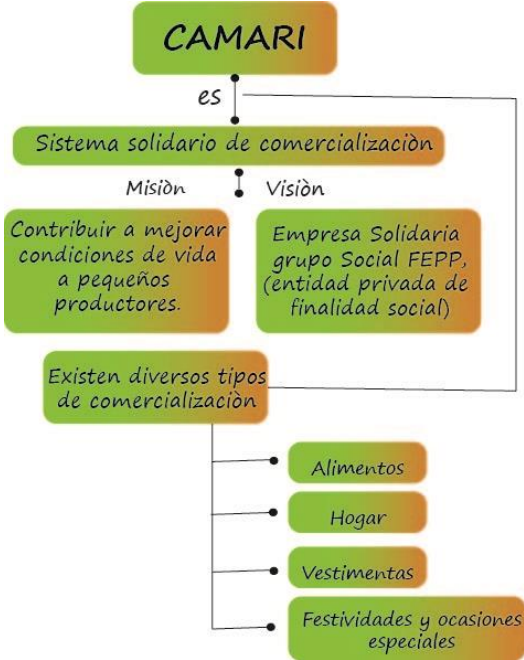 CAMARI
es
Sistema solidario de comercializaciòn
Misiòn
Visiòn
Contribuir a mejorar
condiciones de vida
a pequeños
productores.
Empresa Solidaria
grupo Social FEPP,
(entidad privada de
finalidad social)
Existen diversos tipos
de comercializaciòn
Alimentos
Hogar
Vestimentas
Festividades y ocasiones
especiales